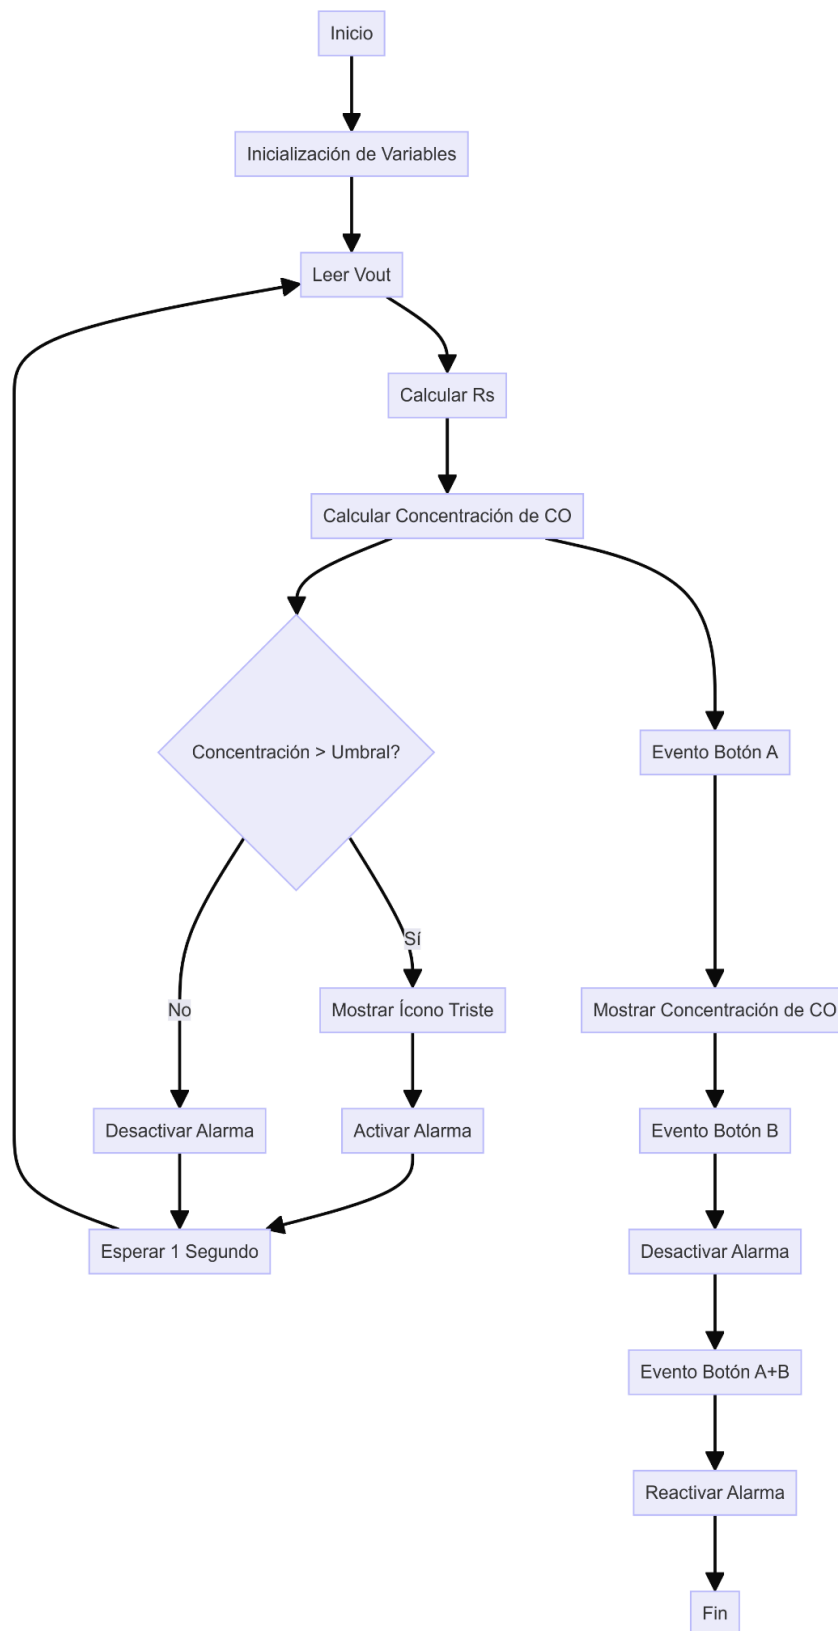 Inicio
Inicialización de Variables
Leer Vout
Calcular Rs
Calcular Concentración de CO
Concentración > Umbral?
Evento Botón A
Sí
No
Mostrar Ícono Triste
Mostrar Concentración de CO
Desactivar Alarma
Activar Alarma
Evento Botón B
Esperar 1 Segundo
Desactivar Alarma
Evento Botón A+B
Reactivar Alarma
Fin